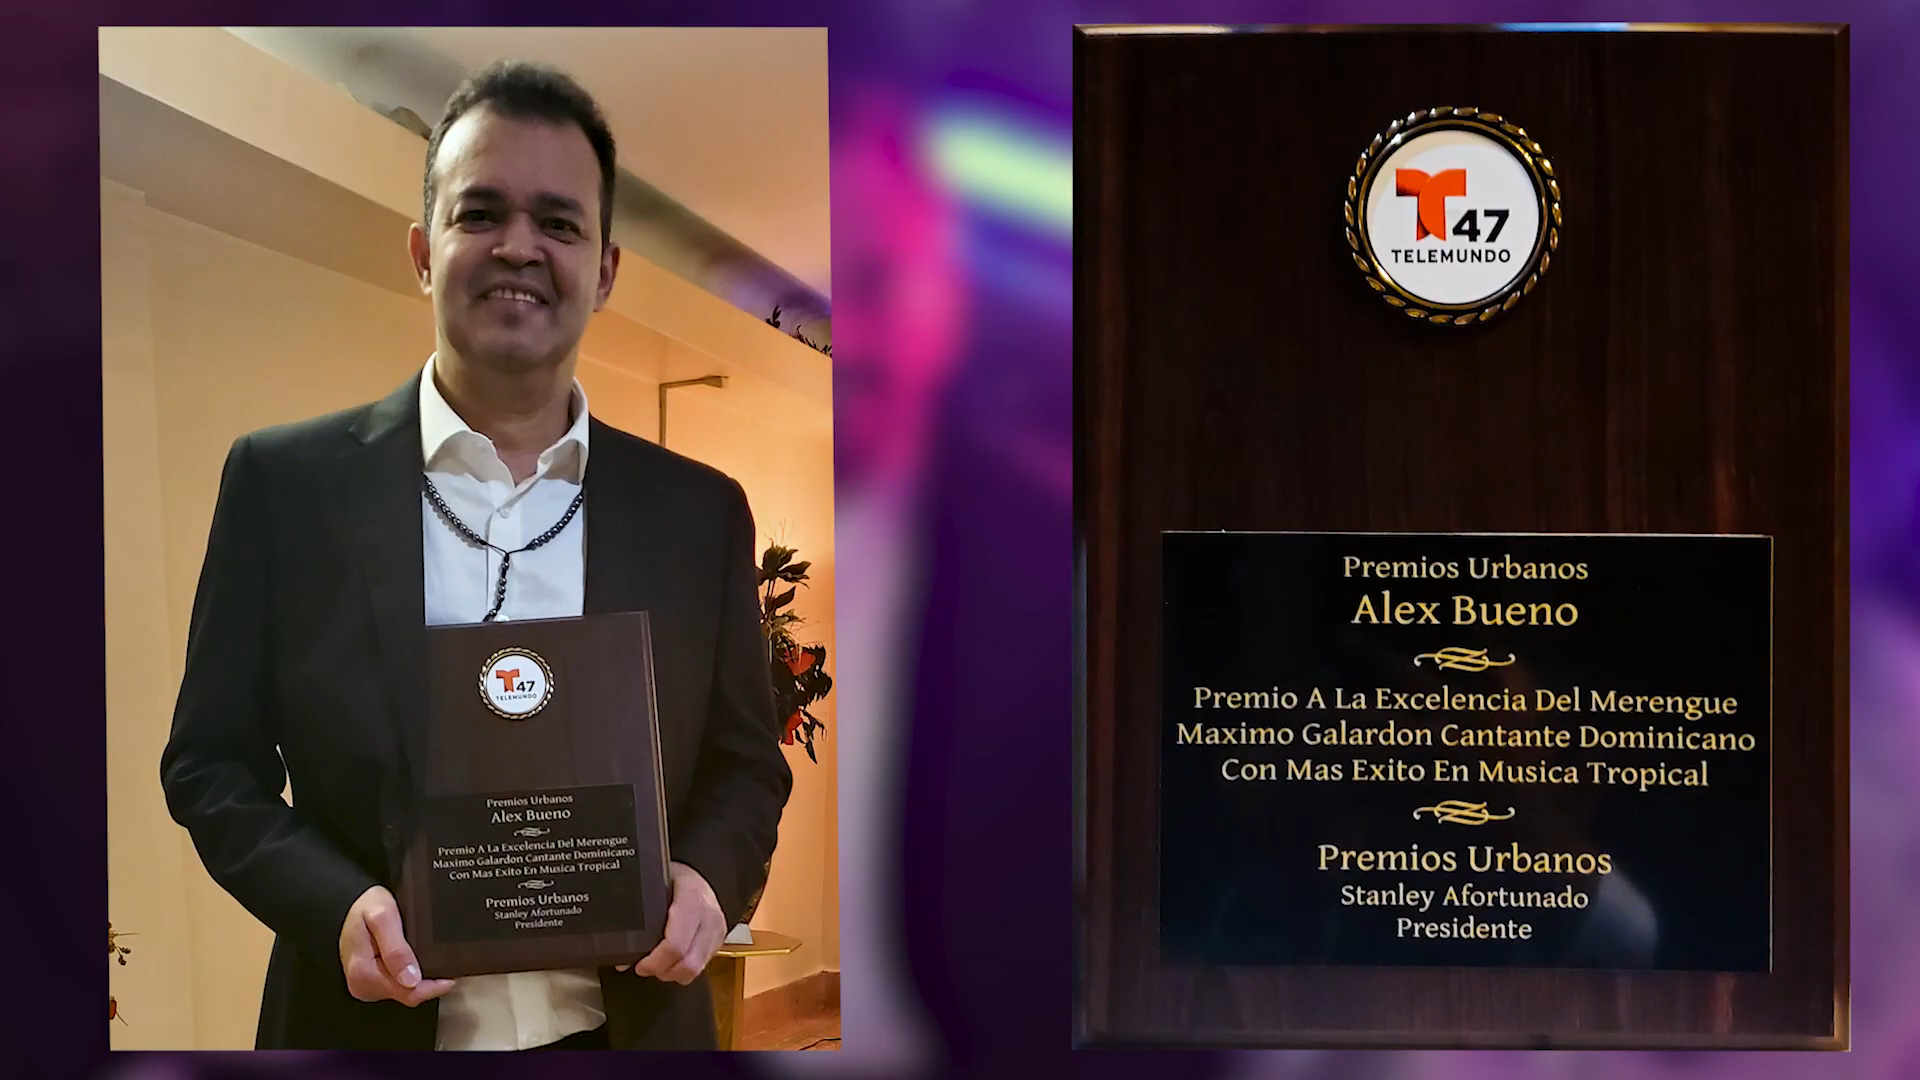 T47
TELEMUNDO
Premios Urbanos
Alex Bueno
Premio A La Excelencia Del Merengue
Maximo Galardon Cantante Dominicano
Con Mas Exito En Musica Tropical
Premios Urbanos
Stanley Afortunado
Presidente
T47
TELEMUNDO
Premios Urbanos
Alex Bueno
Premio A La Excelencia Del Merengue
Maximo Galardon Cantante Dominicano
Con Mas Exito En Musica Tropical
Premios Urbanos
Stanley Afortunado
Presidente